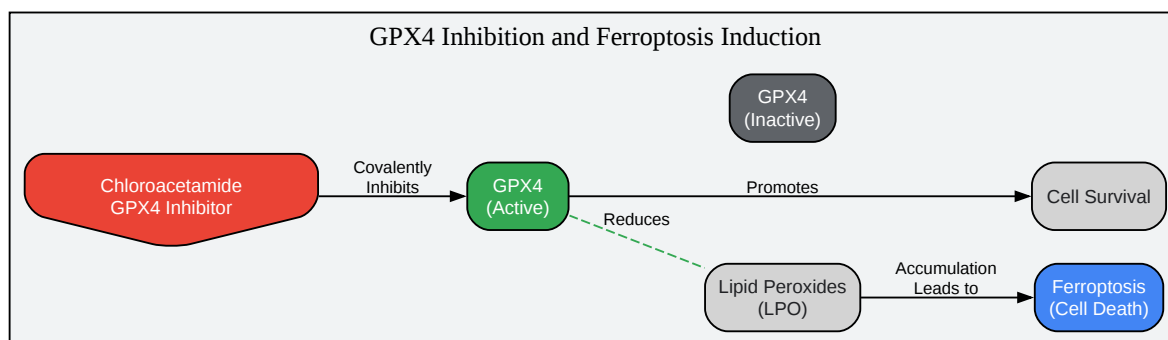 GPX4 Inhibition and Ferroptosis Induction
GPX4
(Inactive)
Chloroacetamide
GPX4 Inhibitor
Covalently
Inhibits
GPX4
(Active)
Promotes
Cell Survival
Reduces
Lipid Peroxides
(LPO)
Accumulation
Leads to
Ferroptosis
(Cell Death)